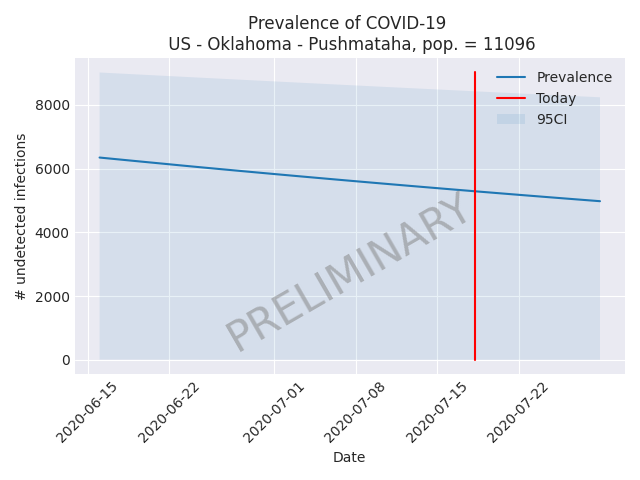 Prevalence of COVID-19
US - Oklahoma - Pushmataha, pop. = 11096
Prevalence
Today
95CI
8000
6000
4000
2000
0
# undetected infections
PRELIMINARY
2020-06-15
2020-06-22
2020-07-01
2020-07-08
2020-07-15
2020-07-22
Date